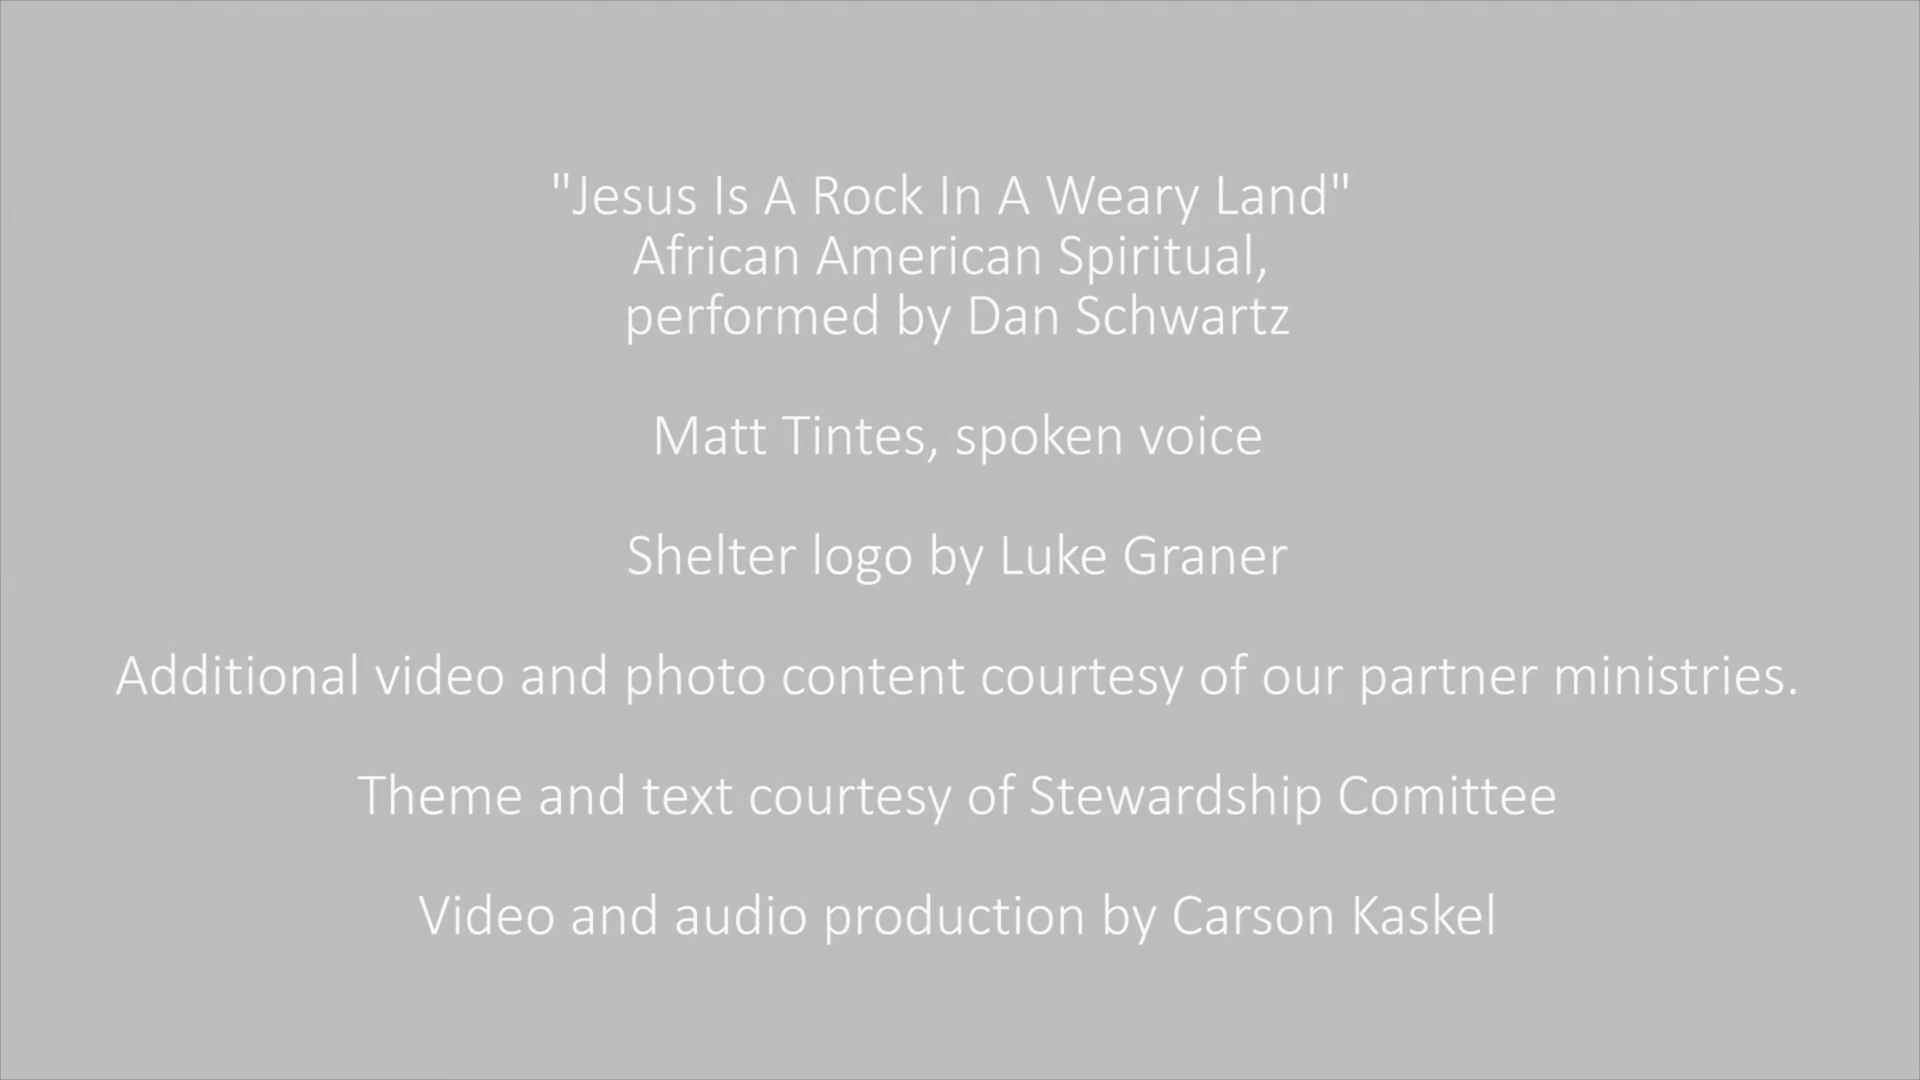 "Jesus Is A Rock In A Weary Land"
African American Spiritual,
performed by Dan Schwartz
Matt Tintes, spoken voice
Shelter logo by Luke Graner
Additional video and photo content courtesy of our partner ministries.
Theme and text courtesy of Stewardship Comittee
Video and audio production by Carson Kaskel